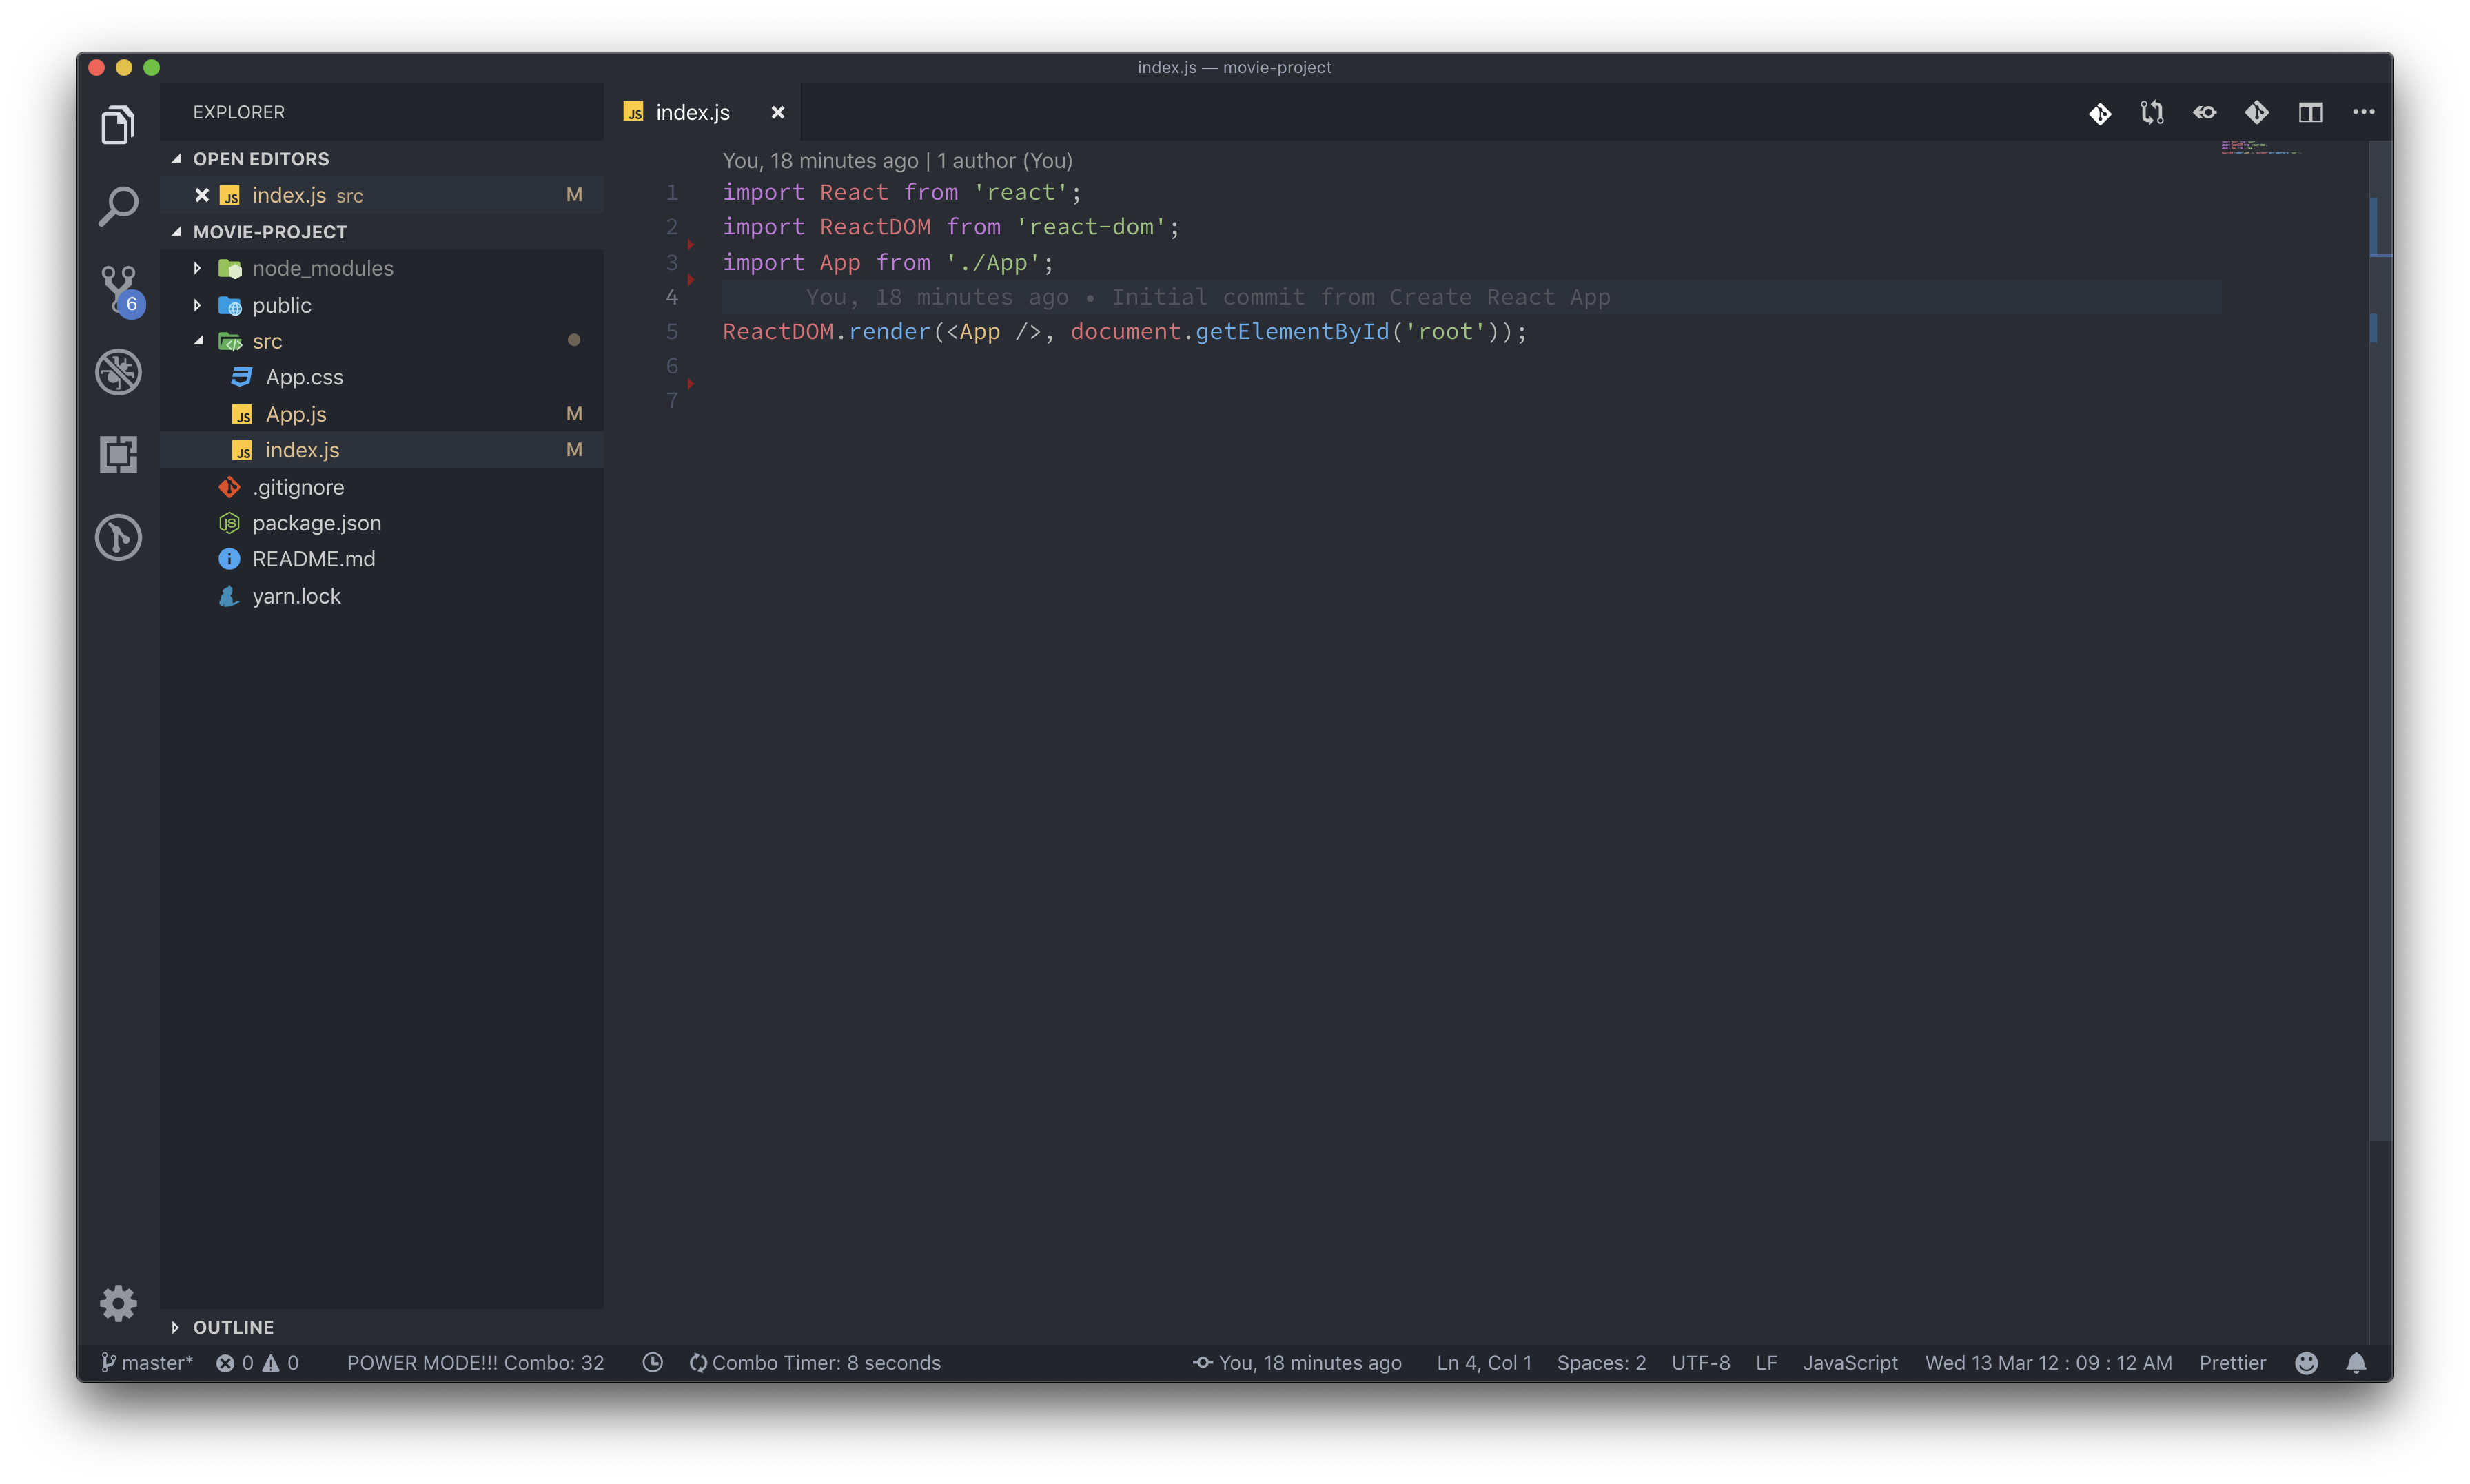 index.js — movie-project
EXPLORER
OPEN EDITORS
index.js src M
MOVIE-PROJECT
node_modules
public
src
App.css
App.js M
index.js M
.gitignore
package.json
README.md
yarn.lock
OUTLINE
6
index.js
You, 18 minutes ago | 1 author (You)
1 import React from 'react';
2 import ReactDOM from 'react-dom';
3 import App from './App';
4 You, 18 minutes ago • Initial commit from Create React App
5 ReactDOM.render(<App />, document.getElementById('root'));
6
7
master* 0 0 POWER MODE!!! Combo: 32 Combo Timer: 8 seconds You, 18 minutes ago Ln 4, Col 1 Spaces: 2 UTF-8 LF JavaScript Wed 13 Mar 12 : 09 : 12 AM Prettier